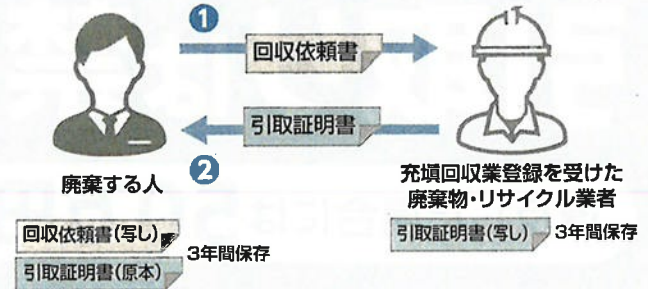 1
回収依頼書
引取証明書
2
廃棄する人
充塡回収業登録を受けた
廃棄物・リサイクル業者
回収依頼書(写し)
引取証明書(原本)
3年間保存
引取証明書(写し)
3年間保存